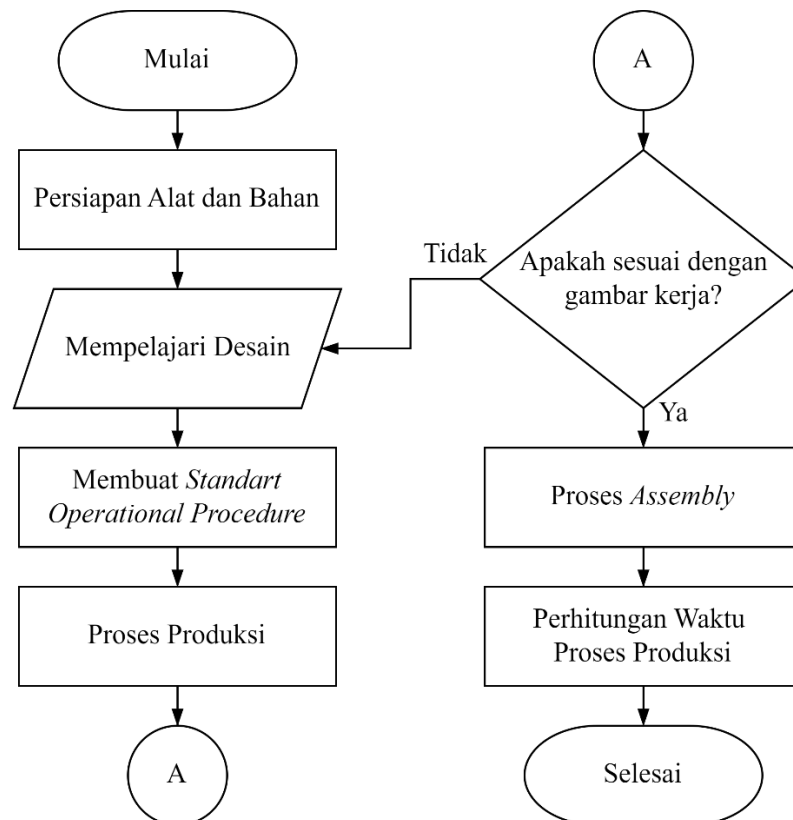 Mulai
Persiapan Alat dan Bahan
Mempelajari Desain
Membuat Standart
Operational Procedure
Proses Produksi
A
A
Apakah sesuai dengan
gambar kerja?
Tidak
Ya
Proses Assembly
Perhitungan Waktu
Proses Produksi
Selesai